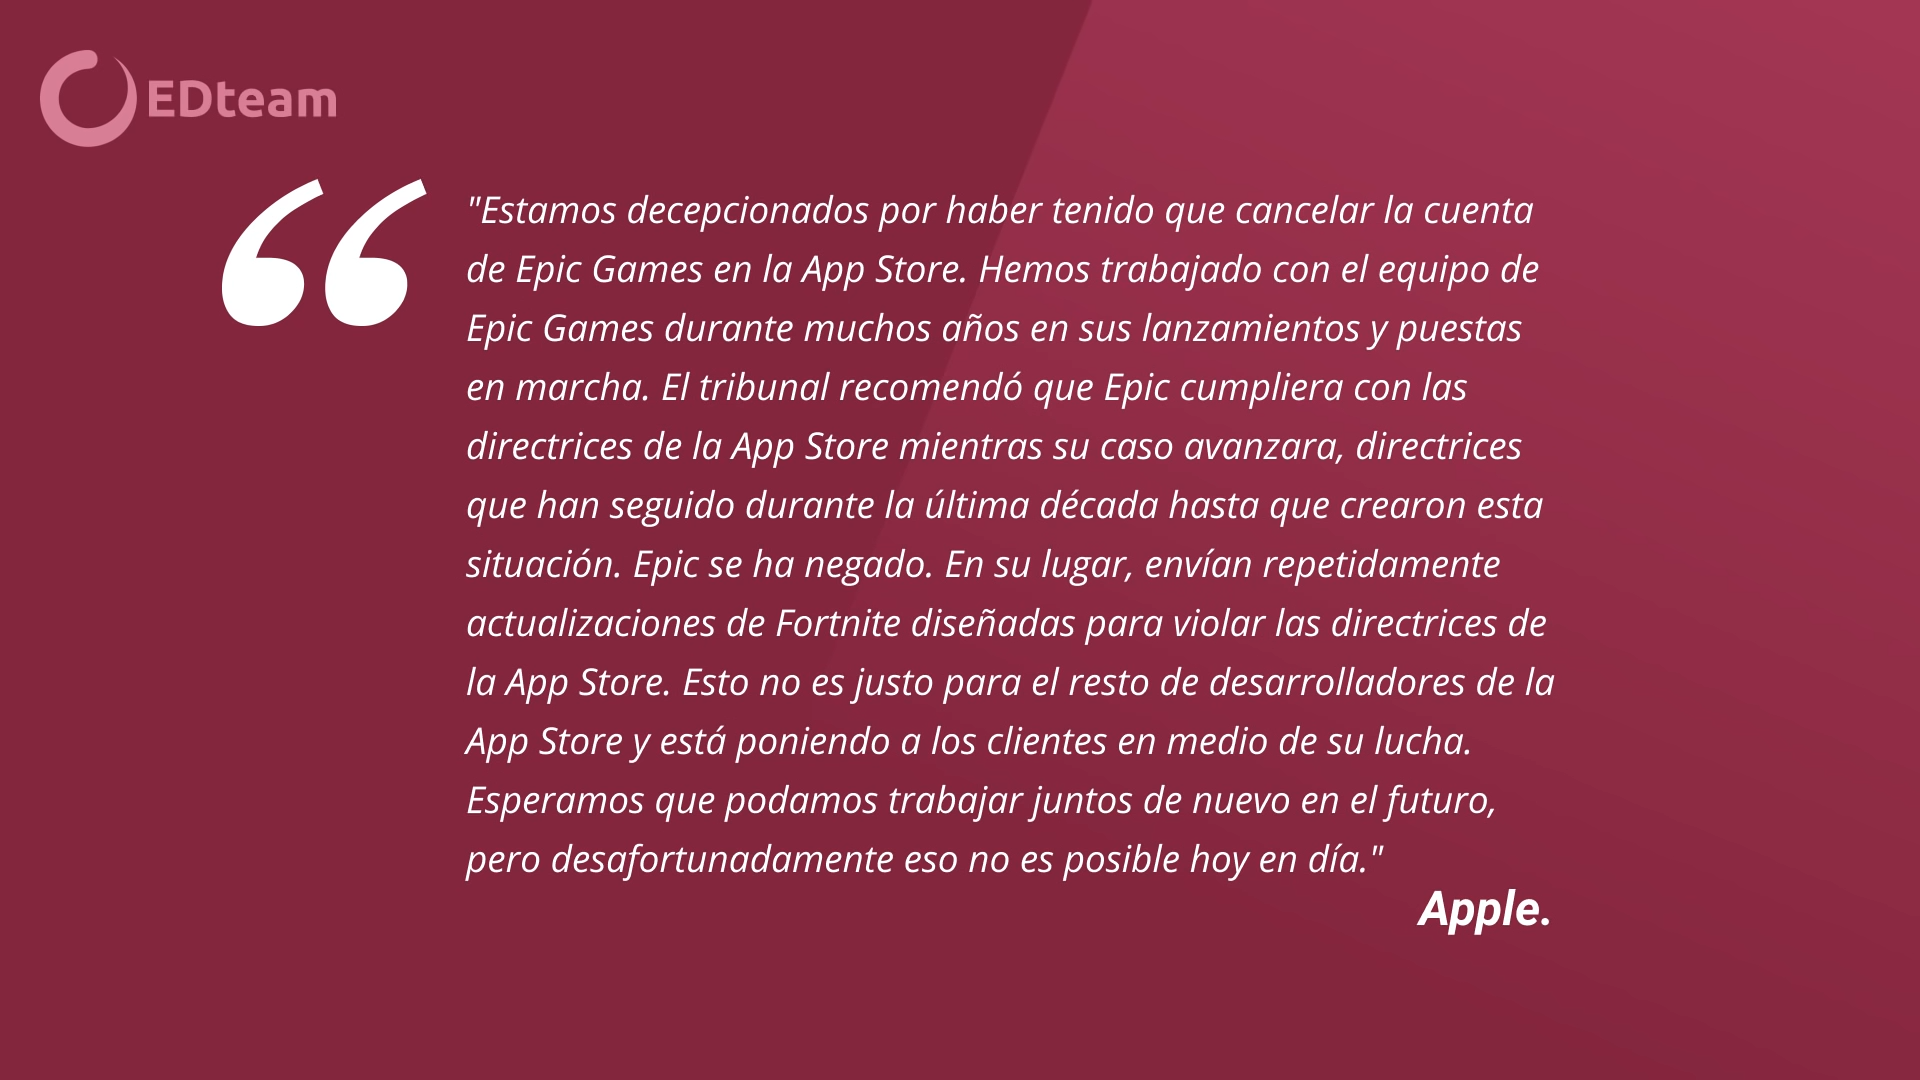 EDteam
"Estamos decepcionados por haber tenido que cancelar la cuenta
de Epic Games en la App Store. Hemos trabajado con el equipo de
Epic Games durante muchos años en sus lanzamientos y puestas
en marcha. El tribunal recomendó que Epic cumpliera con las
directrices de la App Store mientras su caso avanzara, directrices
que han seguido durante la última década hasta que crearon esta
situación. Epic se ha negado. En su lugar, envían repetidamente
actualizaciones de Fortnite diseñadas para violar las directrices de
la App Store. Esto no es justo para el resto de desarrolladores de la
App Store y está poniendo a los clientes en medio de su lucha.
Esperamos que podamos trabajar juntos de nuevo en el futuro,
pero desafortunadamente eso no es posible hoy en día."
Apple.